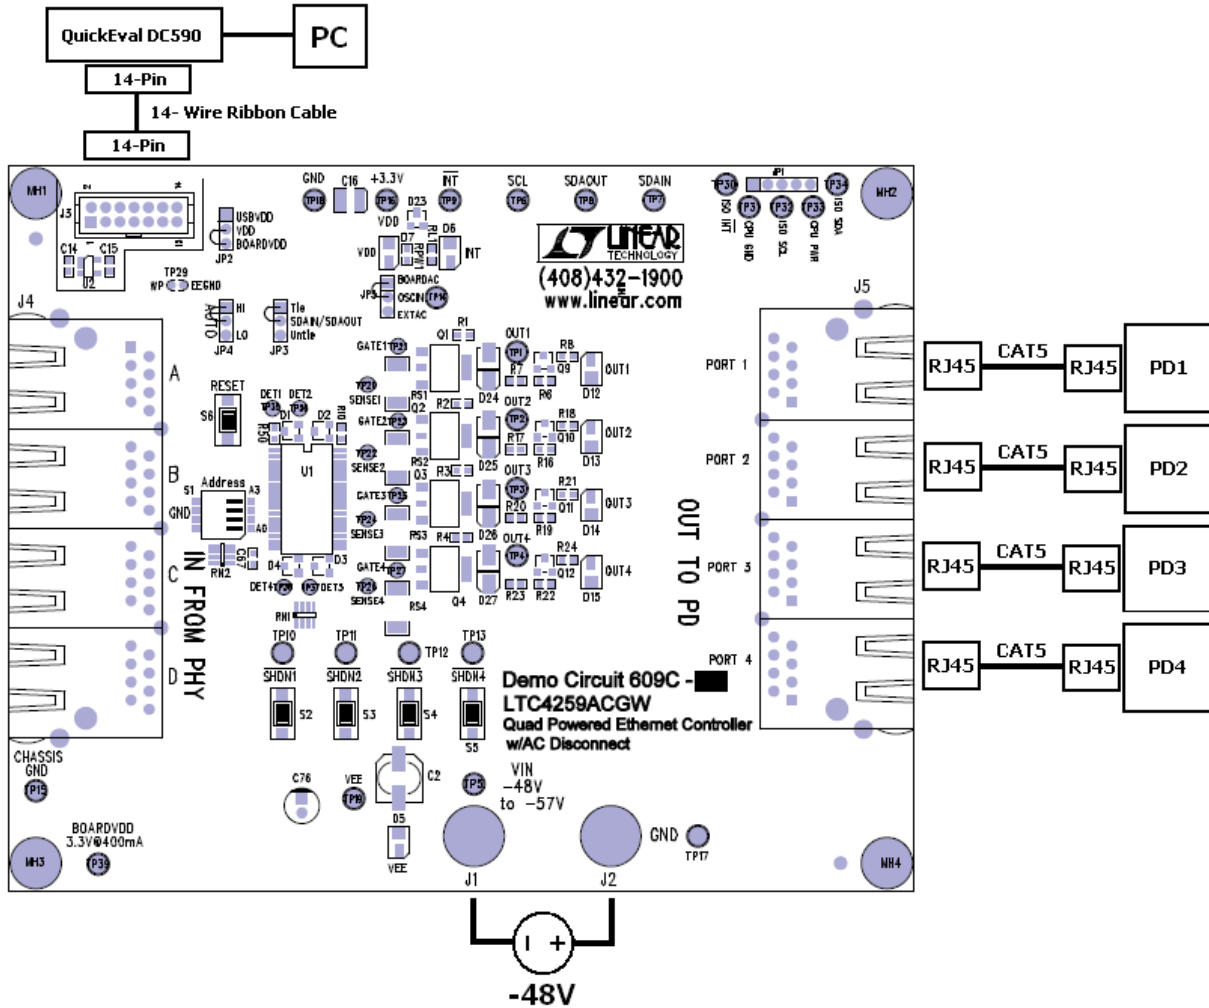 QuickEval DC590
PC
14-Pin
14- Wire Ribbon Cable
14-Pin
MH1
J3
C14
C15
U2
USBVDD
VDD
BOARDVDD
JP2
TP29
WP
EEGND
GND
TP18
C16
+3.3V
TP16
VDD
INT
TP9
D23
D7
VDD
RPW1
RL1
D6
INT
SCL
TP6
SDAOUT
TP8
SDAIN
TP7
JP1
TP30
TP3
TP32
TP33
TP34
ISO INT
CPU GND
ISO SCL
CPU PWR
ISO SDA
MH2
LINEAR
TECHNOLOGY
(408)432-1900
www.linear.com
BOARDAC
JP5
OSCIN
TP14
EXTAC
J4
AUTO
HI
LO
JP4
Tie
SDAIN/SDAOUT
Untie
JP3
J5
A
B
C
D
IN FROM PHY
RESET
S6
DET1
DET2
R50
D1
D2
R10
U1
Address
S1
A3
GND
A0
RN2
C67
D4
D3
DET4
TP37
DET3
RN1
GATE1
TP21
TP20
SENSE1
Q1
R1
RS1
OUT1
TP1
D24
R7
R6
R8
Q9
D12
OUT1
GATE2
TP22
SENSE2
Q2
R2
RS2
OUT2
TP2
D25
R17
R16
R18
Q10
D13
OUT2
GATE3
TP24
SENSE3
Q3
R3
RS3
OUT3
TP3
D26
R20
R19
R21
Q11
D14
OUT3
GATE4
TP27
TP26
SENSE4
Q4
R4
RS4
OUT4
TP4
D27
R23
R22
R24
Q12
D15
OUT4
OUT TO PD
PORT 1
PORT 2
PORT 3
PORT 4
RJ45
CAT5
RJ45
PD1
RJ45
CAT5
RJ45
PD2
RJ45
CAT5
RJ45
PD3
RJ45
CAT5
RJ45
PD4
TP10
TP11
TP12
TP13
SHDN1
SHDN2
SHDN3
SHDN4
S2
S3
S4
S5
Demo Circuit 609C -
LTC4259ACGW
Quad Powered Ethernet Controller
w/AC Disconnect
CHASSIS
GND
TP15
BOARDVDD
3.3V@400mA
TP39
MH3
C76
VEE
TP19
C2
D5
VEE
TP5
VIN
-48V
to -57V
GND
TP17
MH4
J1
J2
- +
-48V